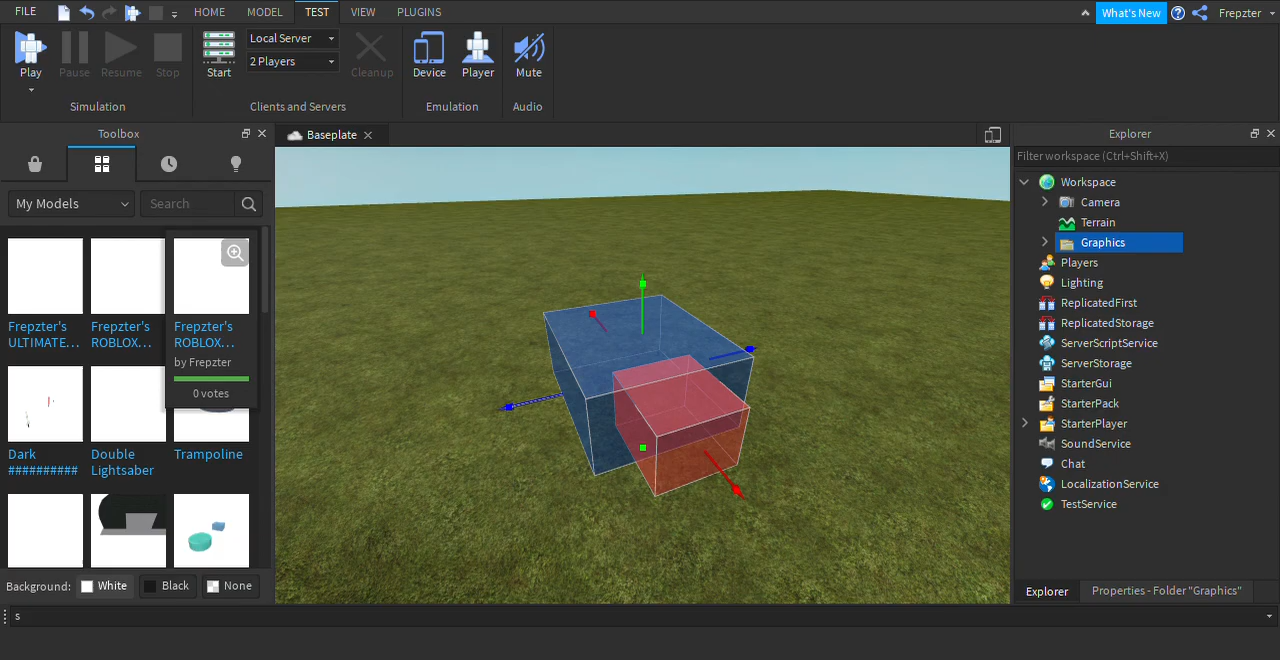 FILE
HOME
MODEL
TEST
VIEW
PLUGINS
What's New
?
Frepzter
Play
Pause
Resume
Stop
Simulation
Start
Local Server
2 Players
Cleanup
Clients and Servers
Device
Player
Emulation
Mute
Audio
Toolbox
My Models
Search
Frepzter's
ULTIMATE...
Frepzter's
ROBLOX...
Frepzter's
ROBLOX...
by Frepzter
0 votes
Dark
##########
Double
Lightsaber
Trampoline
Background:
White
Black
None
Baseplate
Explorer
Filter workspace (Ctrl+Shift+X)
Workspace
Camera
Terrain
Graphics
Players
Lighting
ReplicatedFirst
ReplicatedStorage
ServerScriptService
ServerStorage
StarterGui
StarterPack
StarterPlayer
SoundService
Chat
LocalizationService
TestService
Explorer
Properties - Folder "Graphics"
s